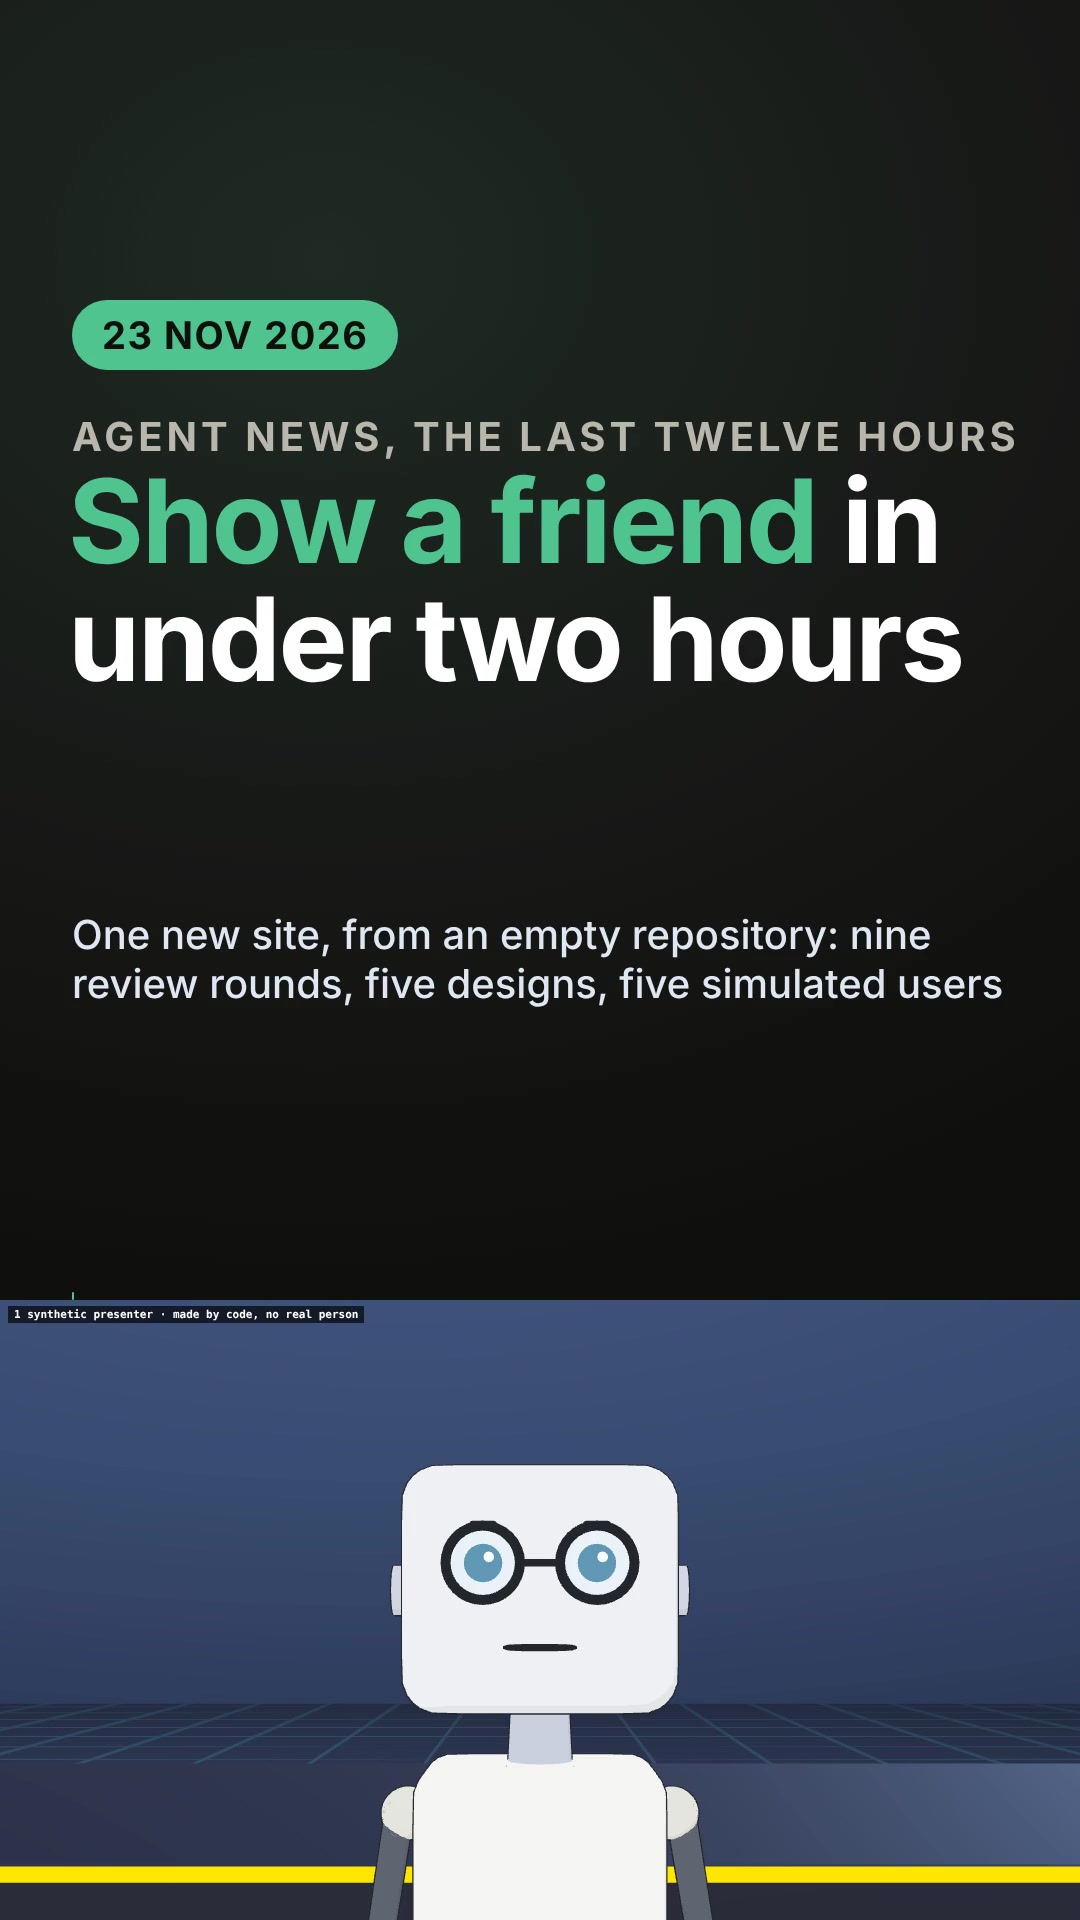 23 NOV 2026
AGENT NEWS, THE LAST TWELVE HOURS
Show a friend in
under two hours
One new site, from an empty repository: nine
review rounds, five designs, five simulated users
1 synthetic presenter · made by code, no real person